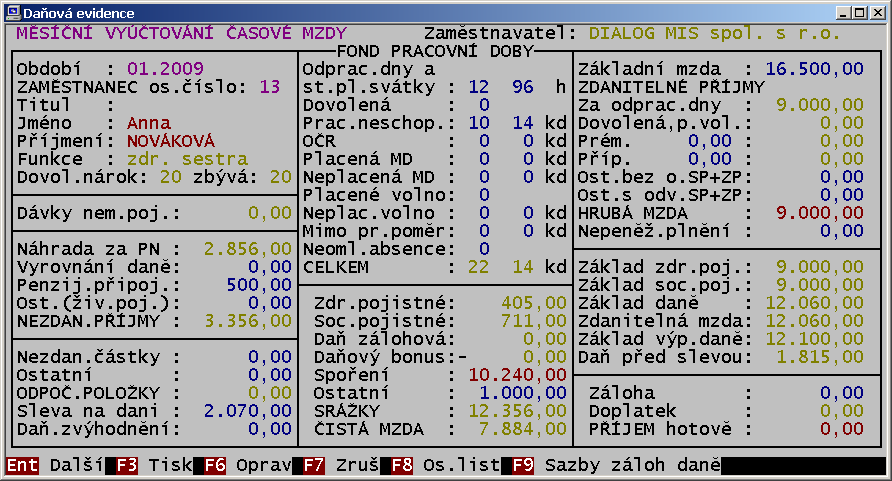 Daňová evidence
MĚSÍČNÍ VYÚČTOVÁNÍ ČASOVÉ MZDY Zaměstnavatel: DIALOG MIS spol. s r.o.
FOND PRACOVNÍ DOBY
Období : 01.2009
ZAMĚSTNANEC os.číslo: 13
Titul :
Jméno : Anna
Příjmení: NOVÁKOVÁ
Funkce : zdr. sestra
Dovol.nárok: 20 zbývá: 20
Dávky nem.poj.: 0,00
Náhrada za PN : 2.856,00
Vyrovnání daně: 0,00
Penzij.připoj.: 500,00
Ost.(živ.poj.): 0,00
NEZDAN.PŘÍJMY : 3.356,00
Nezdan.částky : 0,00
Ostatní : 0,00
ODPOČ.POLOŽKY : 0,00
Sleva na dani : 2.070,00
Daň.zvýhodnění: 0,00
Odprac.dny a
st.pl.svátky : 12 96 h
Dovolená : 0
Prac.neschop.: 10 14 kd
OČR : 0 0 kd
Placená MD : 0 0 kd
Neplacená MD : 0 0 kd
Placené volno: 0
Neplac.volno : 0 0 kd
Mimo pr.poměr: 0 0 kd
Neoml.absence: 0
CELKEM : 22 14 kd
Zdr.pojistné: 405,00
Soc.pojistné: 711,00
Daň zálohová: 0,00
Daňový bonus:- 0,00
Spoření : 10.240,00
Ostatní : 1.000,00
SRÁŽKY : 12.356,00
ČISTÁ MZDA : 7.884,00
Základní mzda : 16.500,00
ZDANITELNÉ PŘÍJMY
Za odprac.dny : 9.000,00
Dovolená,p.vol.: 0,00
Prém. 0,00 : 0,00
Příp. 0,00 : 0,00
Ost.bez o.SP+ZP: 0,00
Ost.s odv.SP+ZP: 0,00
HRUBÁ MZDA : 9.000,00
Nepeněž.plnění : 0,00
Základ zdr.poj.: 9.000,00
Základ soc.poj.: 9.000,00
Základ daně : 12.060,00
Zdanitelná mzda: 12.060,00
Základ výp.daně: 12.100,00
Daň před slevou: 1.815,00
Záloha : 0,00
Doplatek : 0,00
PŘÍJEM hotově : 0,00
Ent Další F3 Tisk F6 Oprav F7 Zruš F8 Os.list F9 Sazby záloh daně